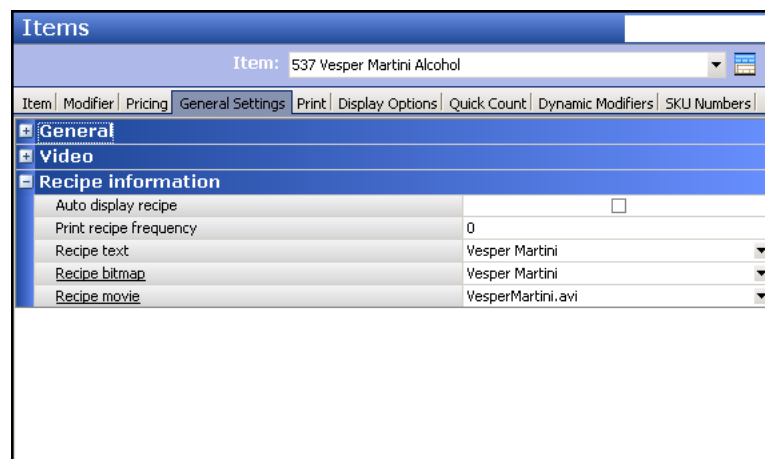 Items
Item: 537 Vesper Martini Alcohol
Item Modifier Pricing General Settings Print Display Options Quick Count Dynamic Modifiers SKU Numbers
General
Video
Recipe information
Auto display recipe
Print recipe frequency 0
Recipe text Vesper Martini
Recipe bitmap Vesper Martini
Recipe movie VesperMartini.avi